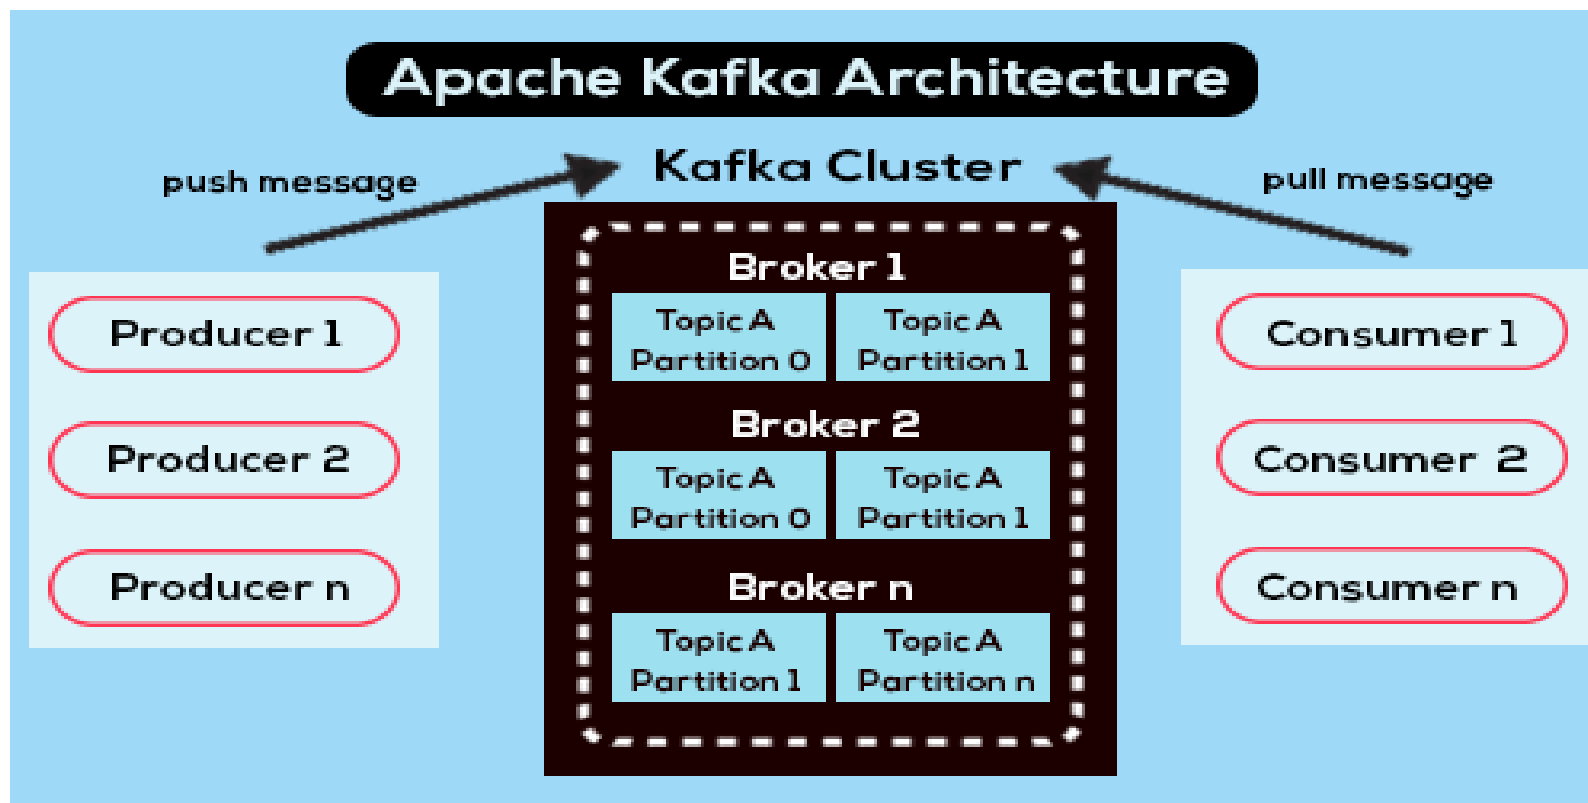 Apache Kafka Architecture
Kafka Cluster
push message
pull message
Producer 1
Producer 2
Producer n
Broker 1
Topic A
Partition 0
Topic A
Partition 1
Broker 2
Topic A
Partition 0
Topic A
Partition 1
Broker n
Topic A
Partition 1
Topic A
Partition n
Consumer 1
Consumer 2
Consumer n